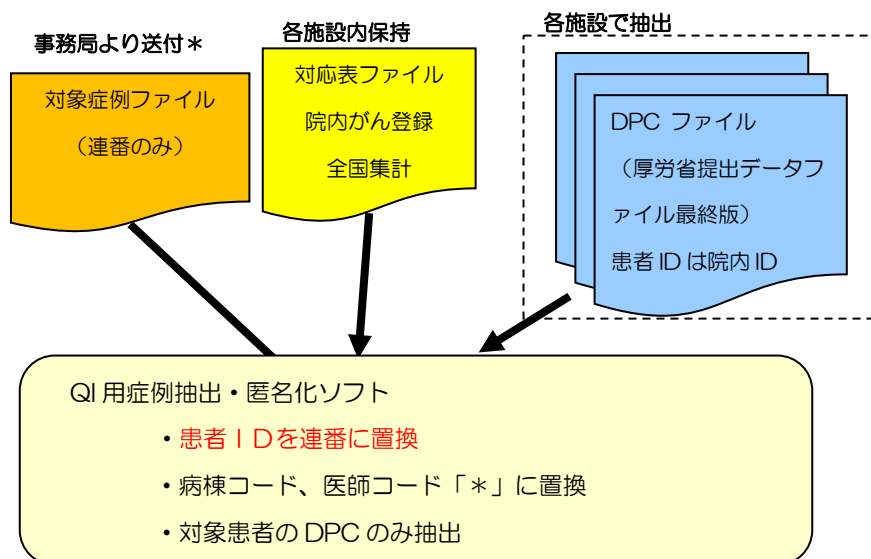 事務局より送付＊
対象症例ファイル
（連番のみ）
各施設内保持
対応表ファイル
院内がん登録
全国集計
各施設で抽出
DPC ファイル
（厚労省提出データフ
ァイル最終版）
患者 ID は院内 ID
QI 用症例抽出・匿名化ソフト
・患者ＩＤを連番に置換
・病棟コード、医師コード「＊」に置換
・対象患者の DPC のみ抽出